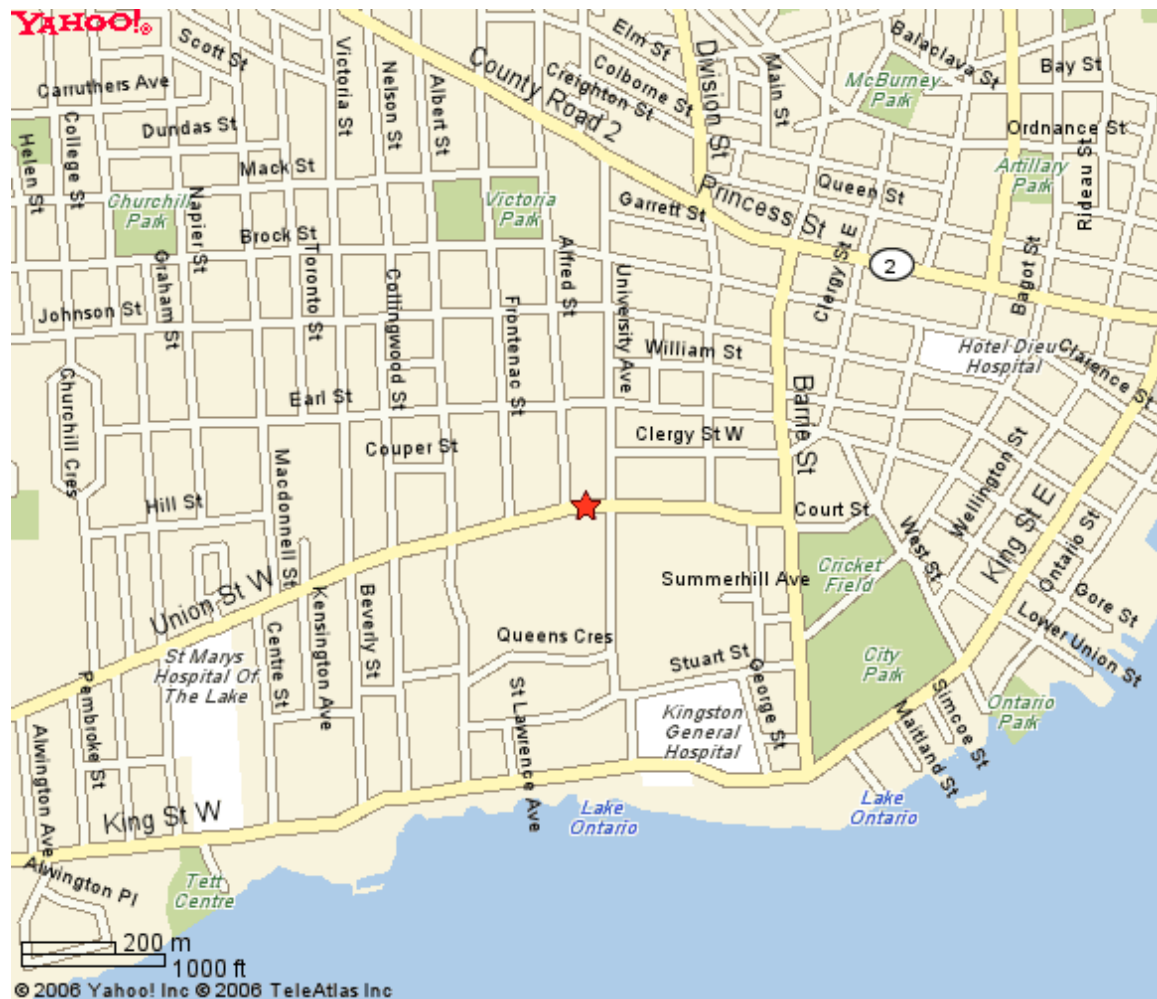 YAHOO!®
Scott St
Carruthers Ave
Dundas St
Mack St
Brock St
Johnson St
Helen St
College St
Churchill
Park
Napier St
Graham St
Toronto St
Victoria St
Nelson St
Albert St
County Road 2
Elm St
Colborne St
Creighton St
Division St
Main St
Balaclava St
McBurney
Park
Bay St
Ordnance St
Artillary
Park
Rideau St
Queen St
Princess St
Garrett St
Victoria
Park
Alfred St
University Ave
Clergy St E
2
Bagot St
Collingwood St
Frontenac St
William St
Hotel Dieu
Hospital
Clarence St
Churchill Cres
Earl St
Couper St
Clergy St W
Barrie St
Hill St
Macdonnell St
Court St
West St
Wellington St
King St E
Ontario St
Gore St
Lower Union St
Cricket
Field
Summerhill Ave
Union St W
Kensington Ave
Beverly St
Centre St
Queens Cres
Stuart St
George St
City
Park
St Marys
Hospital Of
The Lake
Pembroke St
St Lawrence Ave
Kingston
General
Hospital
Simcoe St
Maitland St
Ontario
Park
Alwington Ave
King St W
Lake
Ontario
Lake
Ontario
Alwington Pl
Tett
Centre
200 m
1000 ft
© 2006 Yahoo! Inc © 2006 TeleAtlas Inc